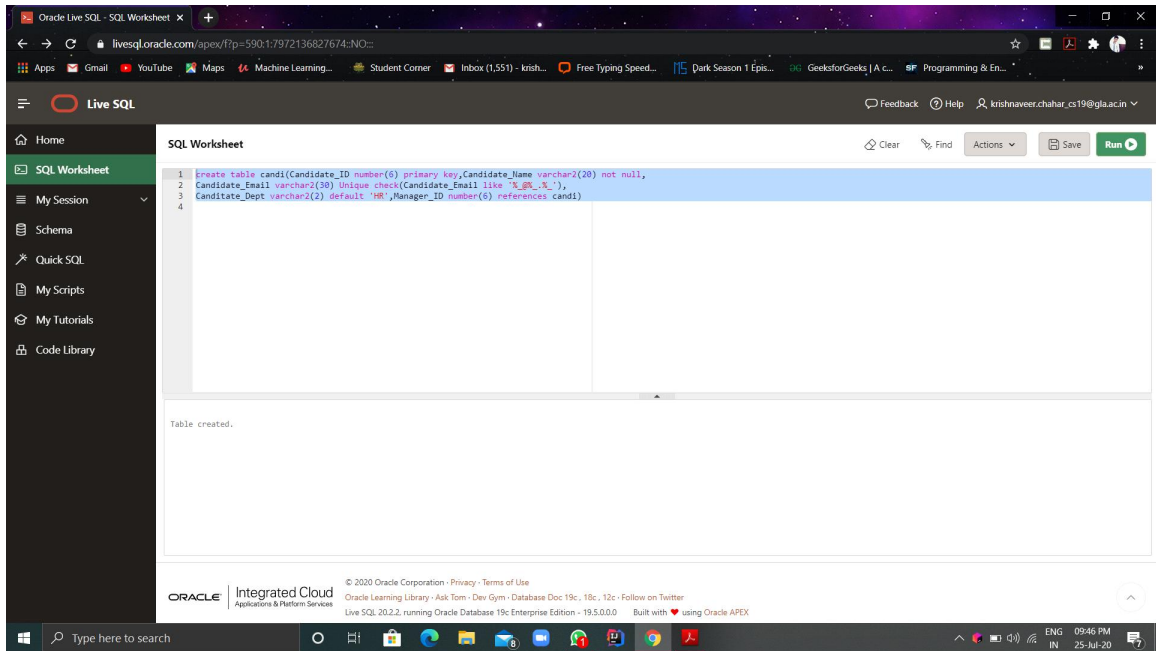 Oracle Live SQL - SQL Worksheet
livesql.oracle.com/apex/f?p=590:1:7972136827674::NO:::
Apps Gmail YouTube Maps Machine Learning... Student Corner Inbox (1,551) - krish... Free Typing Speed... Dark Season 1 Epis... GeeksforGeeks | A c... SF Programming & En... »
Live SQL
Feedback Help krishnaveer.chahar_cs19@gla.ac.in
Home
SQL Worksheet
My Session
Schema
Quick SQL
My Scripts
My Tutorials
Code Library
SQL Worksheet
Clear Find Actions Save Run
1 create table candi(Candidate_ID number(6) primary key,Candidate_Name varchar2(20) not null,
2 Candidate_Email varchar2(30) Unique check(Candidate_Email like '%_@%_.%_'),
3 Canditate_Dept varchar2(2) default 'HR',Manager_ID number(6) references candi)
4
Table created.
ORACLE Integrated Cloud
Applications & Platform Services
© 2020 Oracle Corporation · Privacy · Terms of Use
Oracle Learning Library · Ask Tom · Dev Gym · Database Doc 19c, 18c, 12c · Follow on Twitter
Live SQL 20.2.2, running Oracle Database 19c Enterprise Edition - 19.5.0.0.0 Built with ♥ using Oracle APEX
Type here to search
8
ENG
IN
09:46 PM
25-Jul-20
7